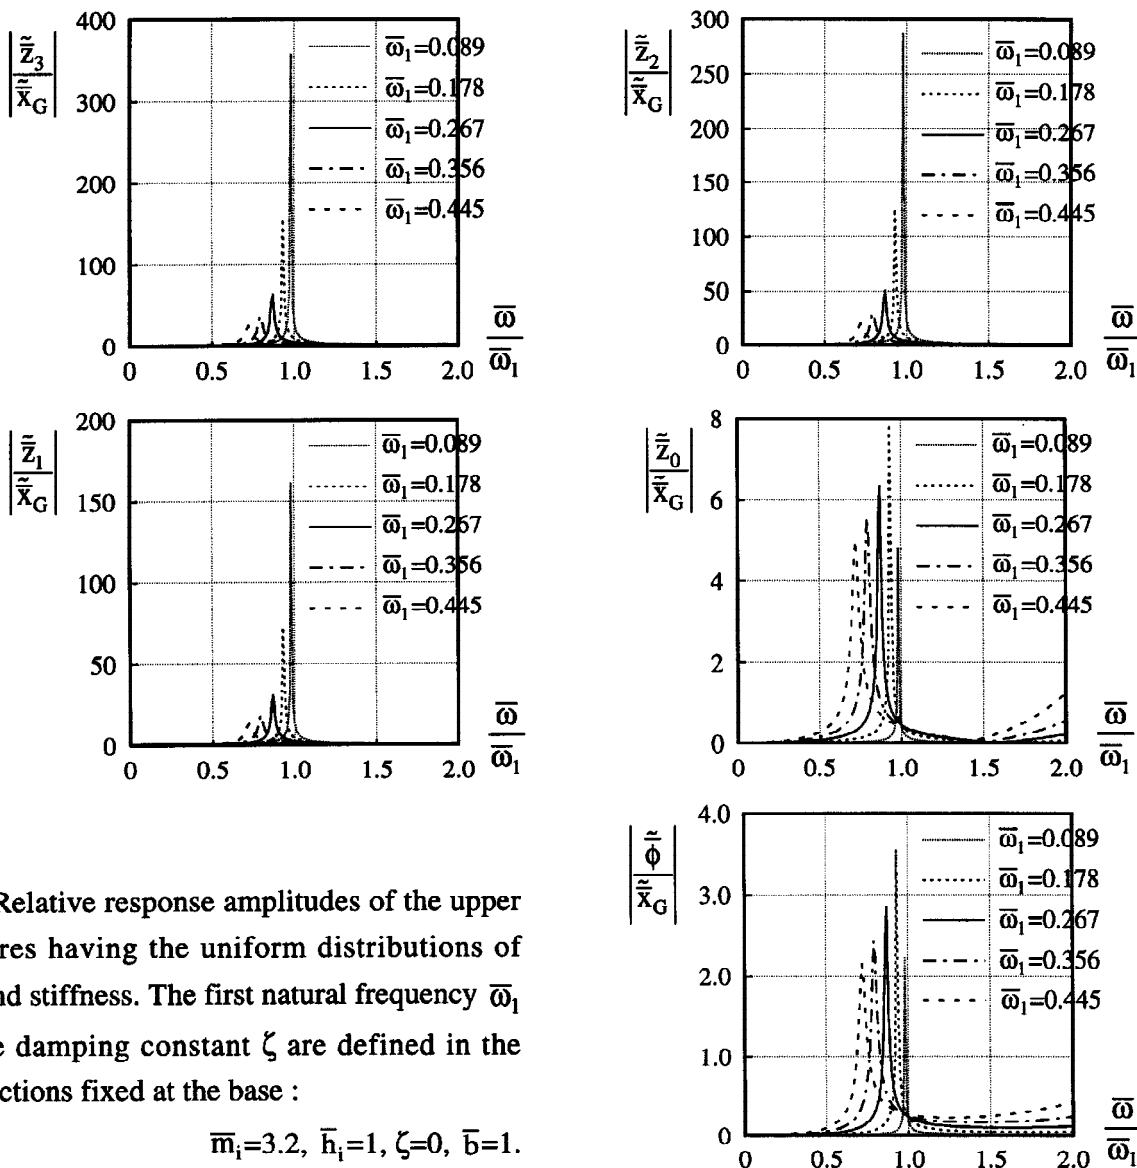 |z̃̄₃ / x̃̄_G|
400
300
200
100
0
0 0.5 1.0 1.5 2.0
ω̄₁=0.089
ω̄₁=0.178
ω̄₁=0.267
ω̄₁=0.356
ω̄₁=0.445
ω̄ / ω̄₁
|z̃̄₂ / x̃̄_G|
300
250
200
150
100
50
0
0 0.5 1.0 1.5 2.0
ω̄₁=0.089
ω̄₁=0.178
ω̄₁=0.267
ω̄₁=0.356
ω̄₁=0.445
ω̄ / ω̄₁
|z̃̄₁ / x̃̄_G|
200
150
100
50
0
0 0.5 1.0 1.5 2.0
ω̄₁=0.089
ω̄₁=0.178
ω̄₁=0.267
ω̄₁=0.356
ω̄₁=0.445
ω̄ / ω̄₁
|z̃̄₀ / x̃̄_G|
8
6
4
2
0
0 0.5 1.0 1.5 2.0
ω̄₁=0.089
ω̄₁=0.178
ω̄₁=0.267
ω̄₁=0.356
ω̄₁=0.445
ω̄ / ω̄₁
|φ̃̄ / x̃̄_G|
4.0
3.0
2.0
1.0
0
0 0.5 1.0 1.5 2.0
ω̄₁=0.089
ω̄₁=0.178
ω̄₁=0.267
ω̄₁=0.356
ω̄₁=0.445
ω̄ / ω̄₁
Relative response amplitudes of the upper
res having the uniform distributions of
nd stiffness. The first natural frequency ω̄₁
e damping constant ζ are defined in the
ctions fixed at the base :
m̄ᵢ=3.2, h̄ᵢ=1, ζ=0, b̄=1.